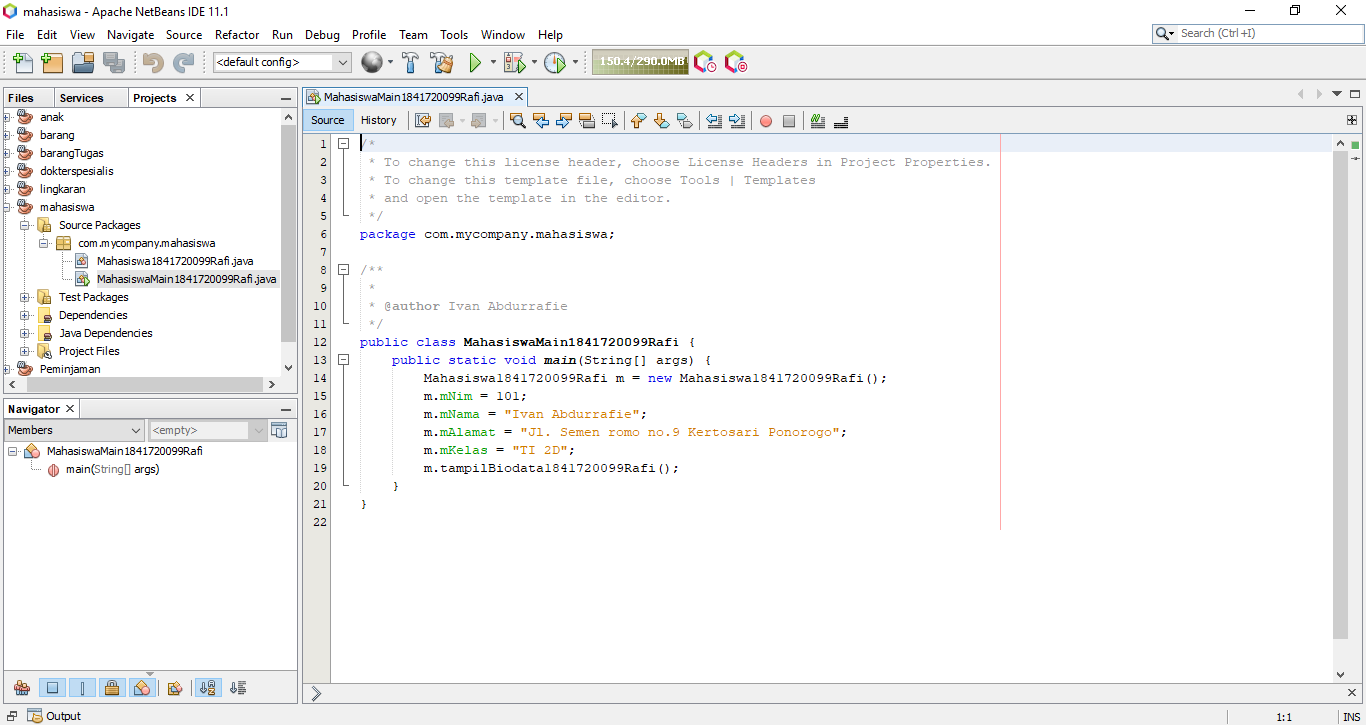 mahasiswa - Apache NetBeans IDE 11.1
File Edit View Navigate Source Refactor Run Debug Profile Team Tools Window Help
Search (Ctrl+I)
<default config>
150.4/290.0MB
Files Services Projects
anak
barang
barangTugas
dokterspesialis
lingkaran
mahasiswa
Source Packages
com.mycompany.mahasiswa
Mahasiswa1841720099Rafi.java
MahasiswaMain1841720099Rafi.java
Test Packages
Dependencies
Java Dependencies
Project Files
Peminjaman
Navigator
Members
<empty>
MahasiswaMain1841720099Rafi
main(String[] args)
MahasiswaMain1841720099Rafi.java
Source History
1 /*
2 * To change this license header, choose License Headers in Project Properties.
3 * To change this template file, choose Tools | Templates
4 * and open the template in the editor.
5 */
6 package com.mycompany.mahasiswa;
7
8 /**
9 *
10 * @author Ivan Abdurrafie
11 */
12 public class MahasiswaMain1841720099Rafi {
13 public static void main(String[] args) {
14 Mahasiswa1841720099Rafi m = new Mahasiswa1841720099Rafi();
15 m.mNim = 101;
16 m.mNama = "Ivan Abdurrafie";
17 m.mAlamat = "Jl. Semen romo no.9 Kertosari Ponorogo";
18 m.mKelas = "TI 2D";
19 m.tampilBiodata1841720099Rafi();
20 }
21 }
22
Output
1:1 INS